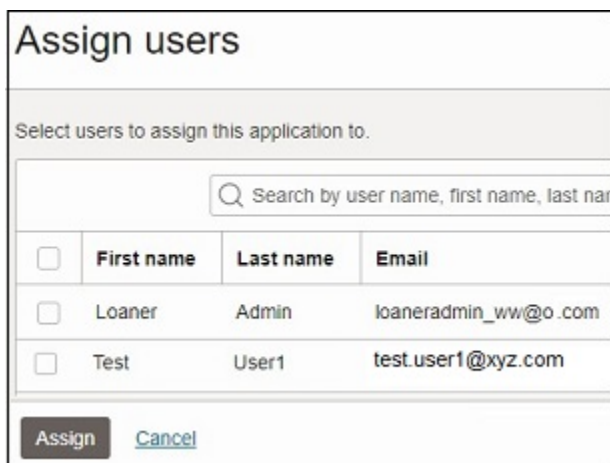 Assign users
Select users to assign this application to.
Search by user name, first name, last nar
First name Last name Email
Loaner Admin loaneradmin_ww@o .com
Test User1 test.user1@xyz.com
Assign Cancel